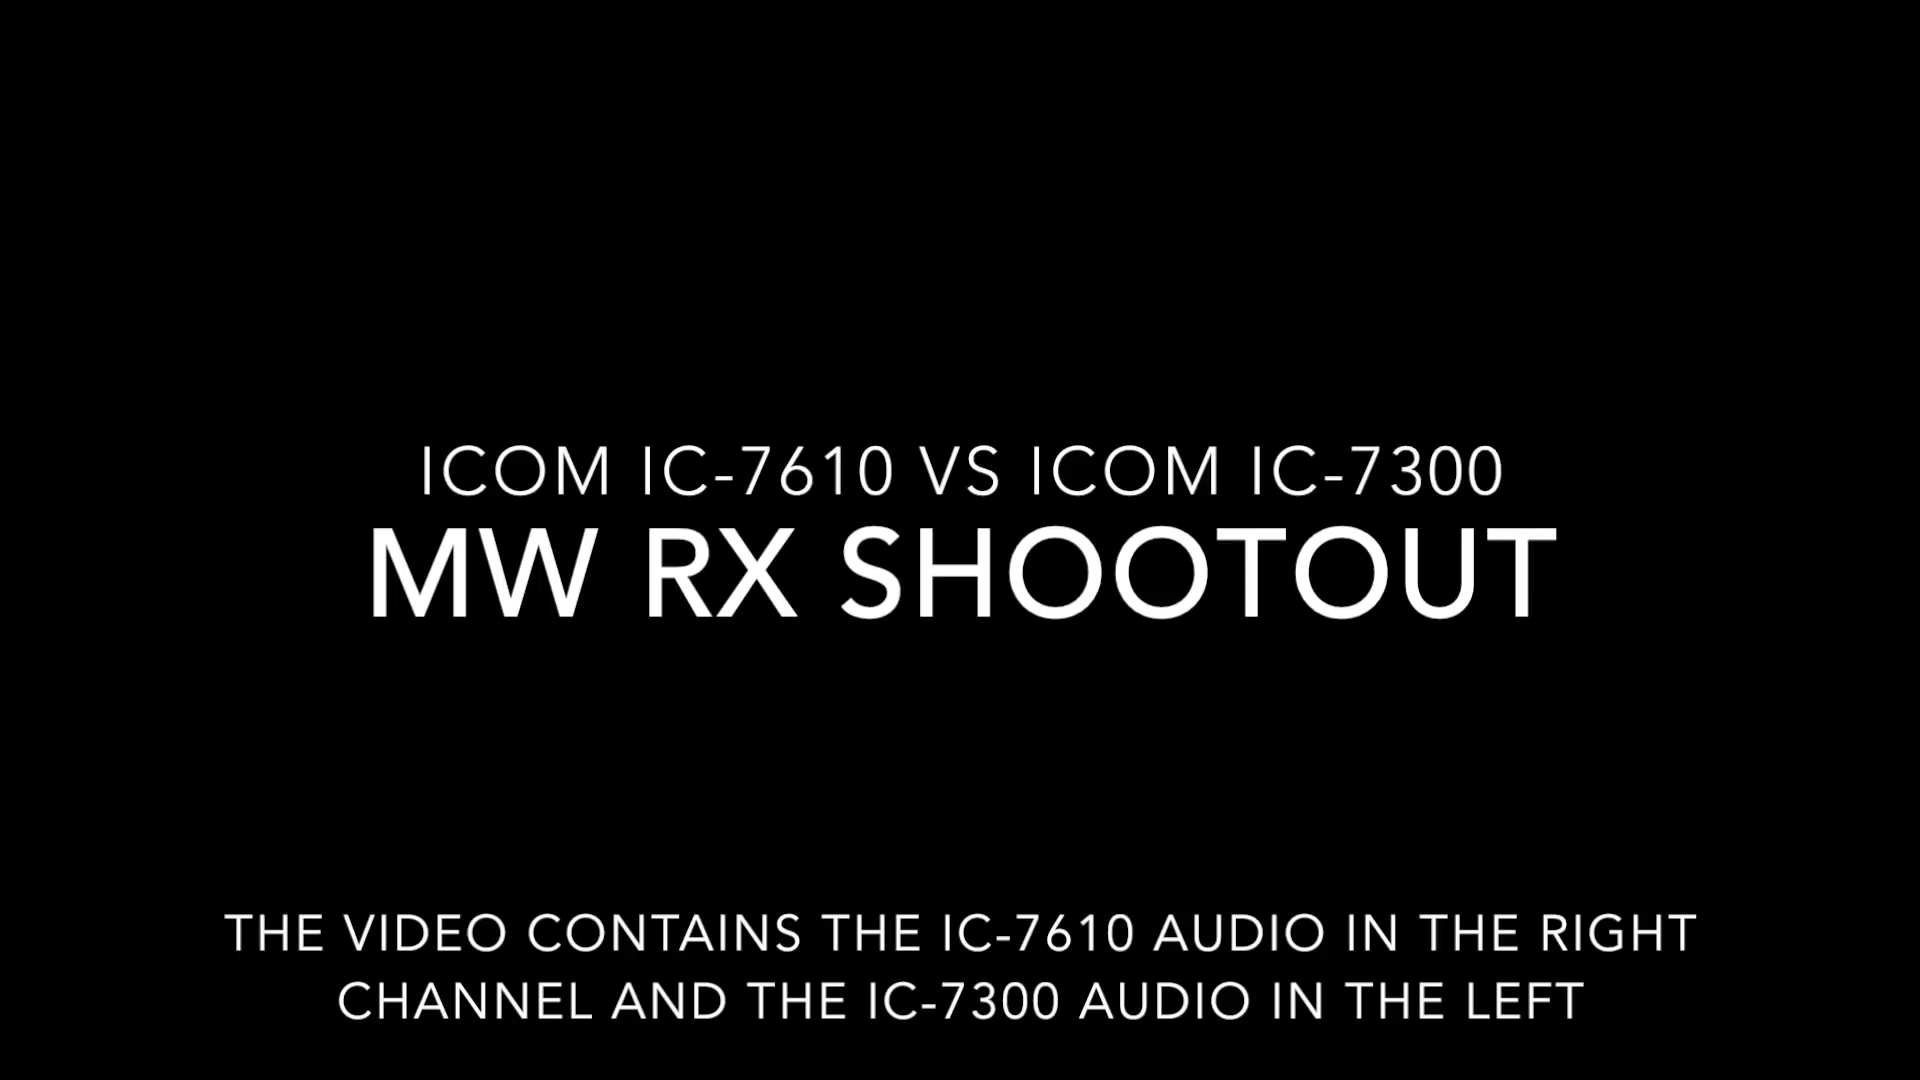 ICOM IC-7610 VS ICOM IC-7300
MW RX SHOOTOUT
THE VIDEO CONTAINS THE IC-7610 AUDIO IN THE RIGHT
CHANNEL AND THE IC-7300 AUDIO IN THE LEFT